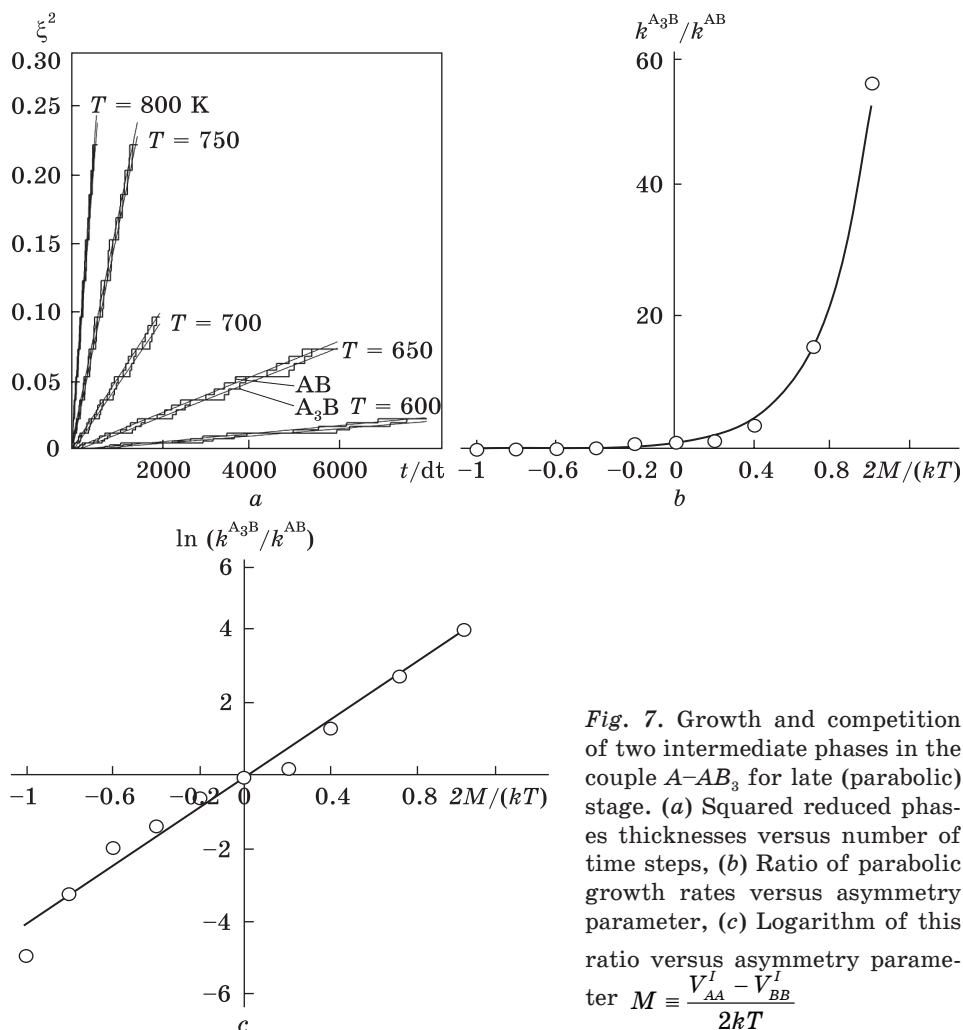 ξ²
0.30
0.25
0.20
0.15
0.10
0.05
0
T = 800 K
T = 750
T = 700
T = 650
AB
A₃B T = 600
2000 4000 6000 t/dt
a
k^A₃B/k^AB
60
40
20
−1 −0.6 −0.2 0 0.4 0.8 2M/(kT)
b
ln (k^A₃B/k^AB)
6
4
2
−1 −0.6 −0.2 0 0.4 0.8 2M/(kT)
−2
−4
−6
c
Fig. 7. Growth and competition
of two intermediate phases in the
couple A−AB₃ for late (parabolic)
stage. (a) Squared reduced phas-
es thicknesses versus number of
time steps, (b) Ratio of parabolic
growth rates versus asymmetry
parameter, (c) Logarithm of this
ratio versus asymmetry parame-
ter M ≡ (V^I_AA − V^I_BB)/2kT